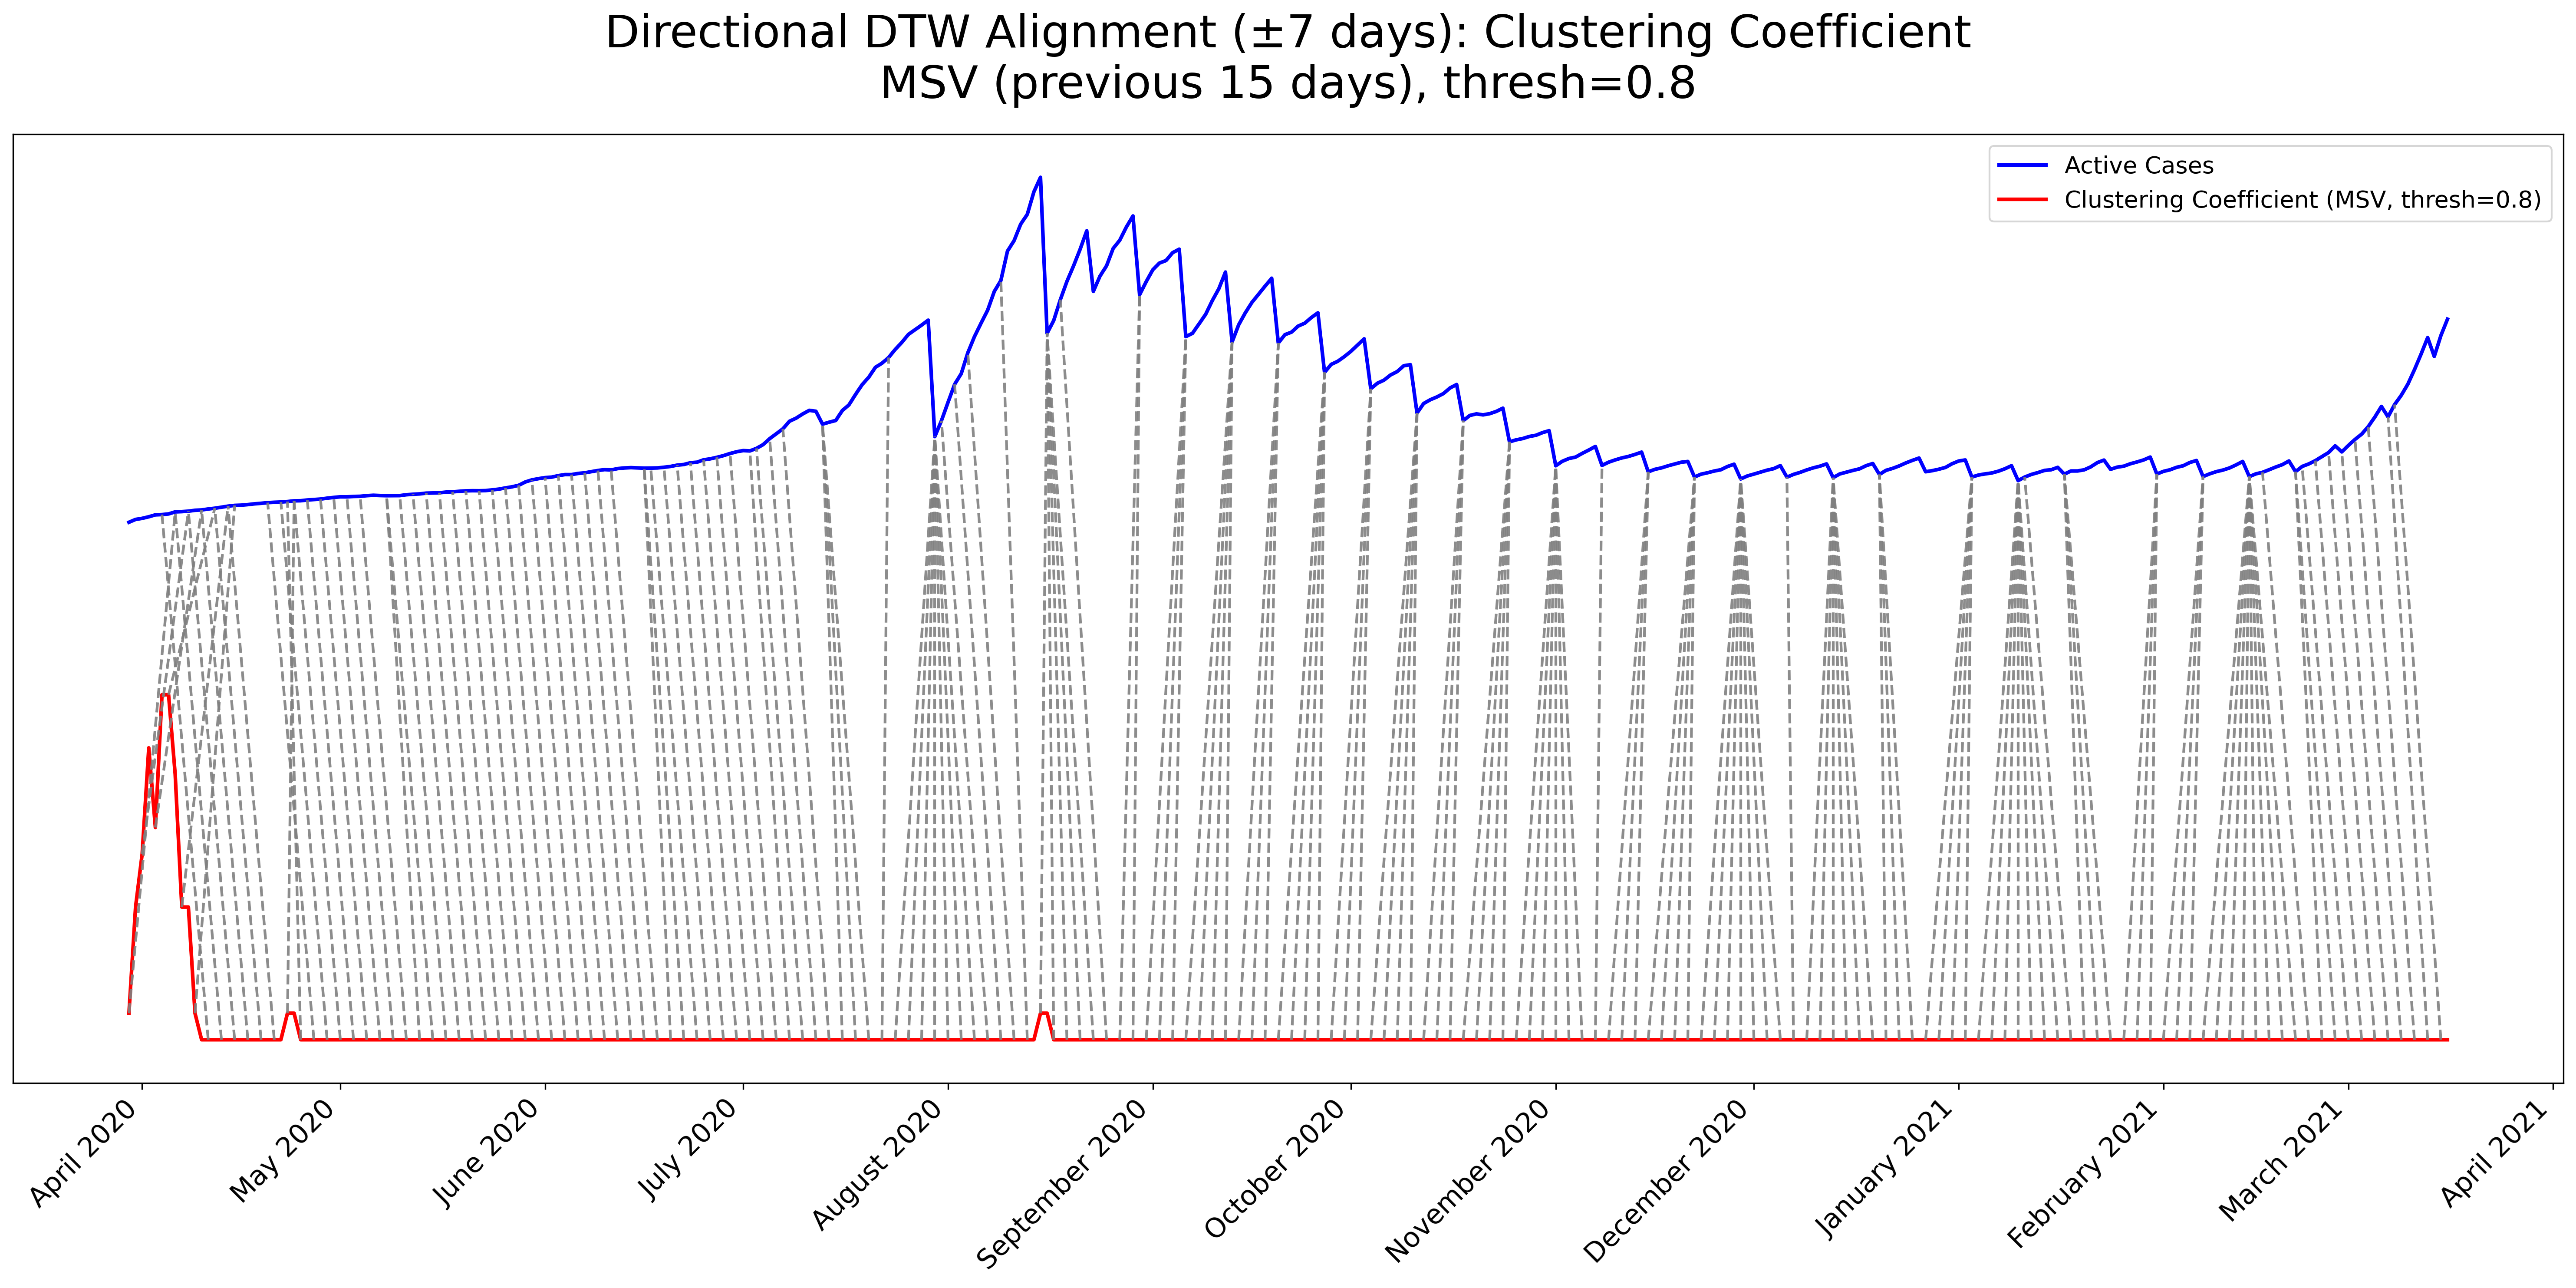 Directional DTW Alignment (±7 days): Clustering Coefficient
MSV (previous 15 days), thresh=0.8
Active Cases
Clustering Coefficient (MSV, thresh=0.8)
April 2020
May 2020
June 2020
July 2020
August 2020
September 2020
October 2020
November 2020
December 2020
January 2021
February 2021
March 2021
April 2021